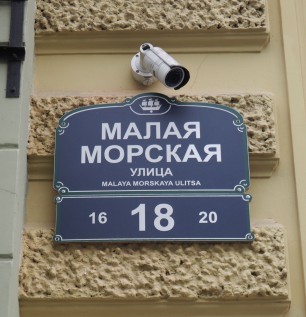 МАЛАЯ
МОРСКАЯ
УЛИЦА
MALAYA MORSKAYA ULITSA
16 18 20